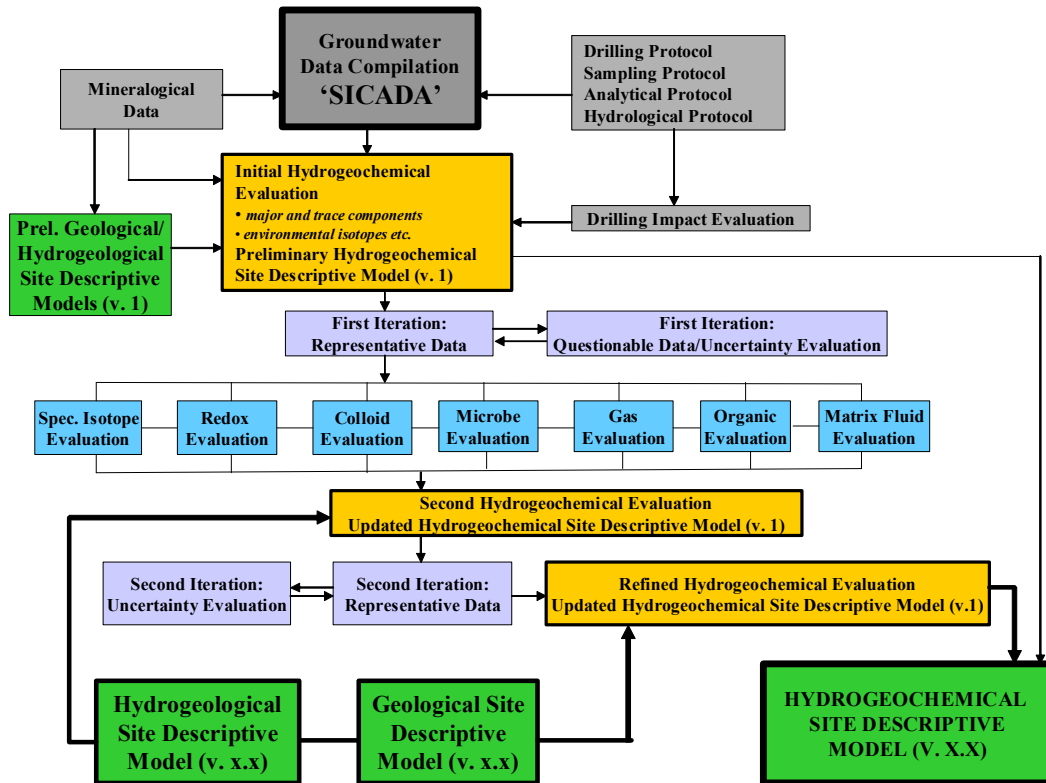 Groundwater
Data Compilation
‘SICADA’
Mineralogical
Data
Drilling Protocol
Sampling Protocol
Analytical Protocol
Hydrological Protocol
Initial Hydrogeochemical
Evaluation
• major and trace components
• environmental isotopes etc.
Preliminary Hydrogeochemical
Site Descriptive Model (v. 1)
Drilling Impact Evaluation
Prel. Geological/
Hydrogeological
Site Descriptive
Models (v. 1)
First Iteration:
Representative Data
First Iteration:
Questionable Data/Uncertainty Evaluation
Spec. Isotope
Evaluation
Redox
Evaluation
Colloid
Evaluation
Microbe
Evaluation
Gas
Evaluation
Organic
Evaluation
Matrix Fluid
Evaluation
Second Hydrogeochemical Evaluation
Updated Hydrogeochemical Site Descriptive Model (v. 1)
Second Iteration:
Uncertainty Evaluation
Second Iteration:
Representative Data
Refined Hydrogeochemical Evaluation
Updated Hydrogeochemical Site Descriptive Model (v.1)
Hydrogeological
Site Descriptive
Model (v. x.x)
Geological Site
Descriptive
Model (v. x.x)
HYDROGEOCHEMICAL
SITE DESCRIPTIVE
MODEL (V. X.X)